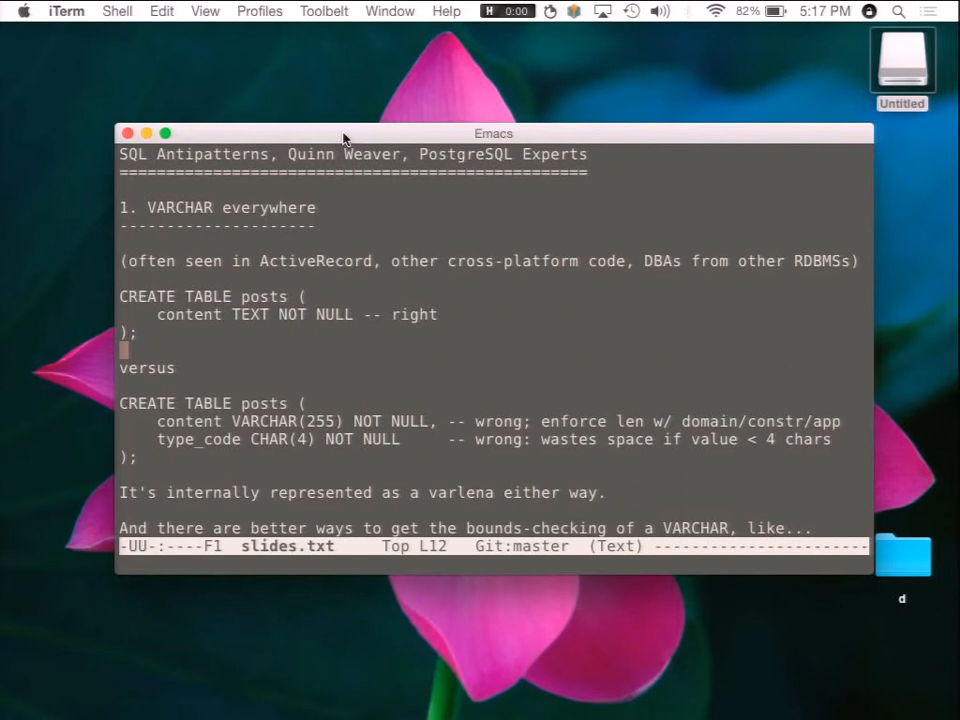 iTerm Shell Edit View Profiles Toolbelt Window Help H 0:00 82% 5:17 PM
Untitled
Emacs
SQL Antipatterns, Quinn Weaver, PostgreSQL Experts
==================================================
1. VARCHAR everywhere
---------------------
(often seen in ActiveRecord, other cross-platform code, DBAs from other RDBMSs)
CREATE TABLE posts (
    content TEXT NOT NULL -- right
);
versus
CREATE TABLE posts (
    content VARCHAR(255) NOT NULL, -- wrong; enforce len w/ domain/constr/app
    type_code CHAR(4) NOT NULL     -- wrong: wastes space if value < 4 chars
);
It's internally represented as a varlena either way.
And there are better ways to get the bounds-checking of a VARCHAR, like...
-UU-:----F1  slides.txt     Top L12   Git:master  (Text) -----------------------
d